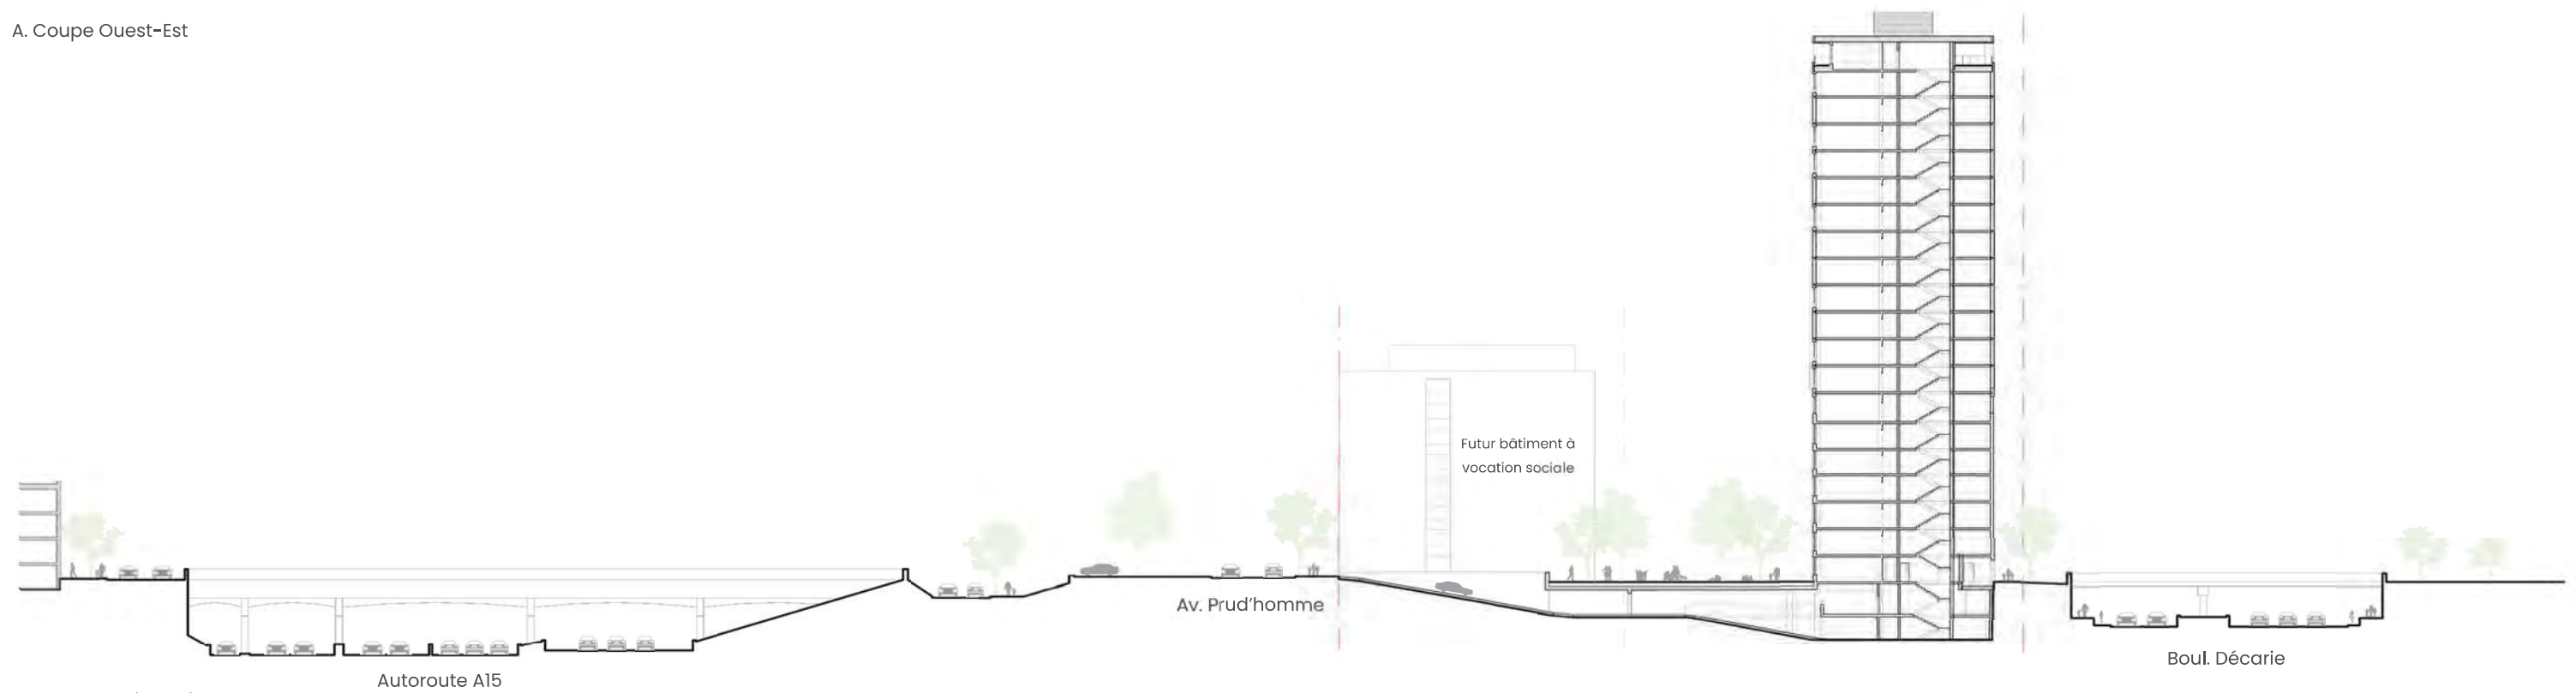 A. Coupe Ouest-Est
Futur bâtiment à
vocation sociale
Av. Prud'homme
Boul. Décarie
Autoroute A15